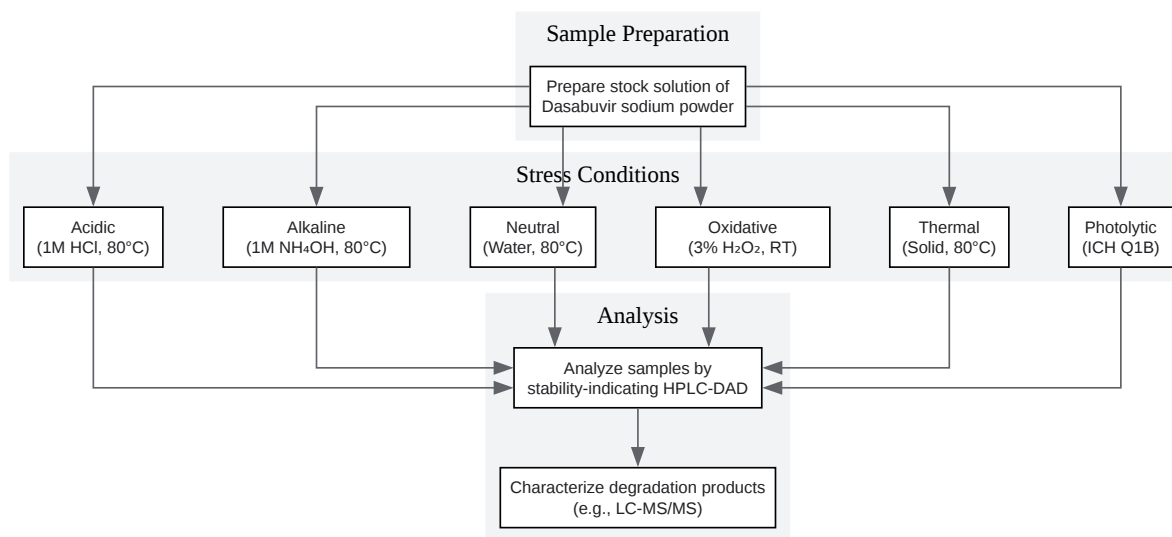 Sample Preparation
Prepare stock solution of
Dasabuvir sodium powder
Stress Conditions
Acidic
(1M HCl, 80°C)
Alkaline
(1M NH₄OH, 80°C)
Neutral
(Water, 80°C)
Oxidative
(3% H₂O₂, RT)
Thermal
(Solid, 80°C)
Photolytic
(ICH Q1B)
Analysis
Analyze samples by
stability-indicating HPLC-DAD
Characterize degradation products
(e.g., LC-MS/MS)